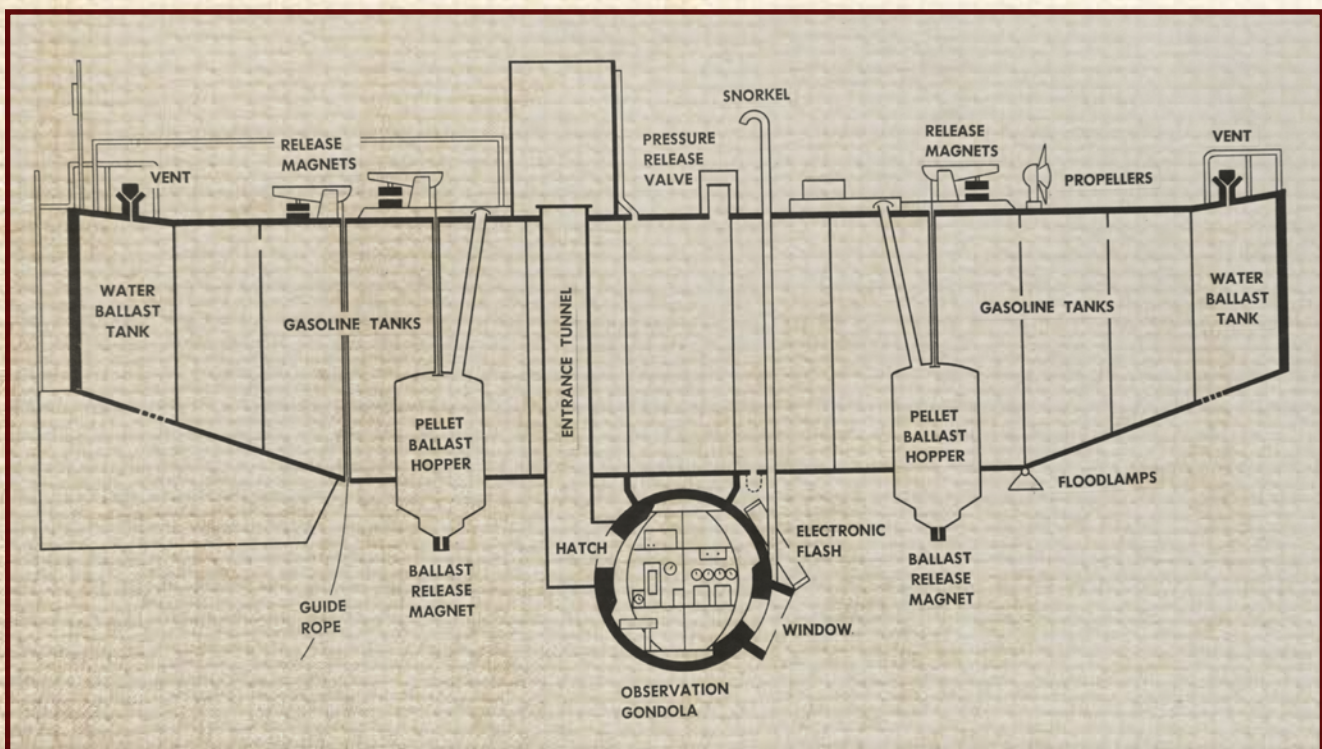 SNORKEL
RELEASE
MAGNETS
PRESSURE
RELEASE
VALVE
RELEASE
MAGNETS
VENT
VENT
PROPELLERS
WATER
BALLAST
TANK
GASOLINE TANKS
ENTRANCE TUNNEL
GASOLINE TANKS
WATER
BALLAST
TANK
PELLET
BALLAST
HOPPER
PELLET
BALLAST
HOPPER
FLOODLAMPS
HATCH
ELECTRONIC
FLASH
BALLAST
RELEASE
MAGNET
BALLAST
RELEASE
MAGNET
GUIDE
ROPE
WINDOW
OBSERVATION
GONDOLA